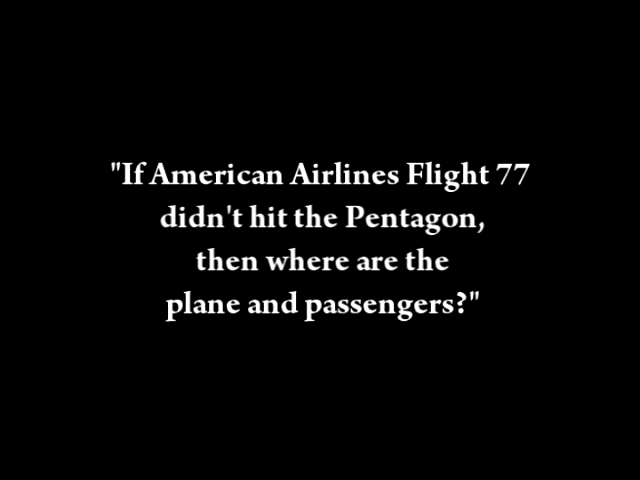 "If American Airlines Flight 77
didn't hit the Pentagon,
then where are the
plane and passengers?"